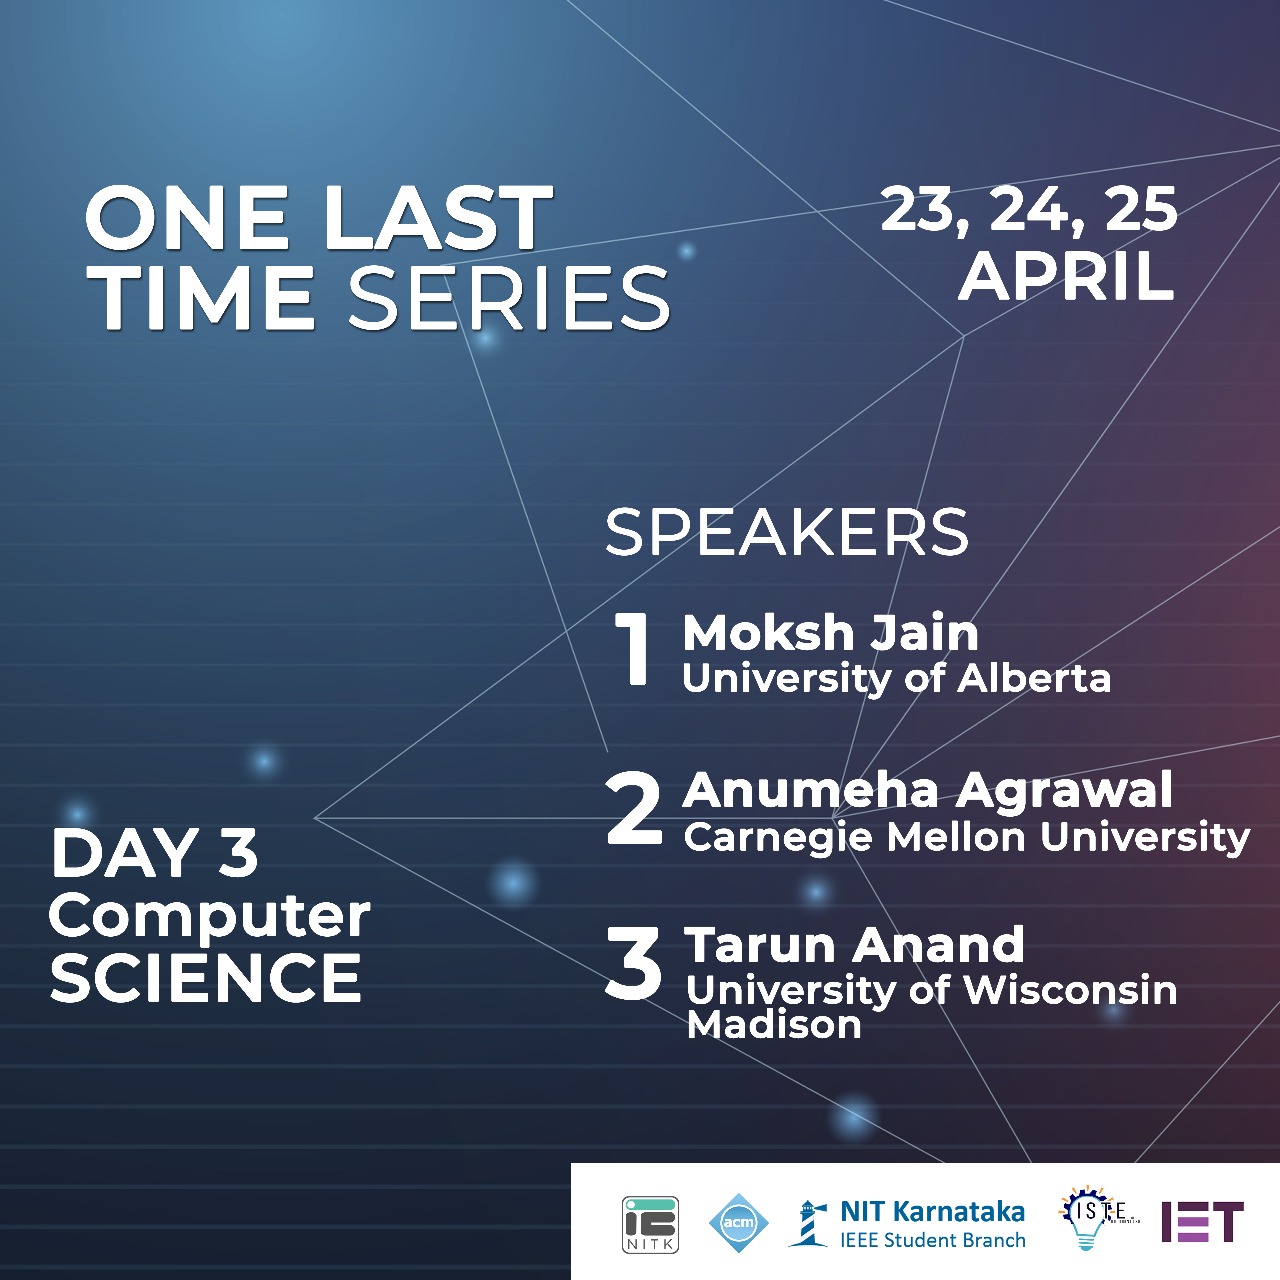 ONE LAST
TIME SERIES
23, 24, 25
APRIL
SPEAKERS
1 Moksh Jain
University of Alberta
2 Anumeha Agrawal
Carnegie Mellon University
3 Tarun Anand
University of Wisconsin
Madison
DAY 3
Computer
SCIENCE
IE
NITK
acm
NIT Karnataka
IEEE Student Branch
ISTE
IET